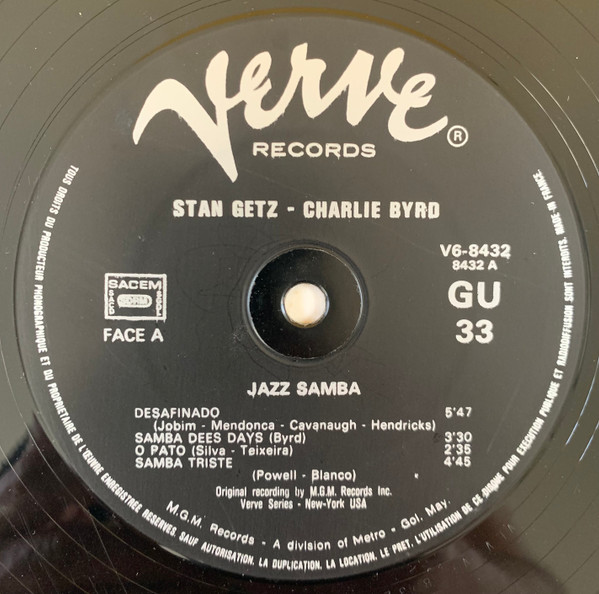 Verve ®
RECORDS
STAN GETZ - CHARLIE BYRD
V6-8432
8432 A
GU
33
SACEM
FACE A
JAZZ SAMBA
DESAFINADO 5'47
(Jobim - Mendonca - Cavanaugh - Hendricks)
SAMBA DEES DAYS (Byrd) 3'30
O PATO (Silva - Teixeira) 2'35
SAMBA TRISTE 4'45
(Powell - Blanco)
Original recording by M.G.M. Records Inc.
Verve Series - New-York USA
M.G.M. Records - A division of Metro - Gol. May.
TOUS DROITS DU PRODUCTEUR PHONOGRAPHIQUE ET DU PROPRIETAIRE DE L'ŒUVRE ENREGISTREE RESERVES. SAUF AUTORISATION, LA DUPLICATION, LA LOCATION, LE PRET, L'UTILISATION DE CE DISQUE POUR EXECUTION PUBLIQUE ET RADIODIFFUSION SONT INTERDITS. MADE IN FRANCE.